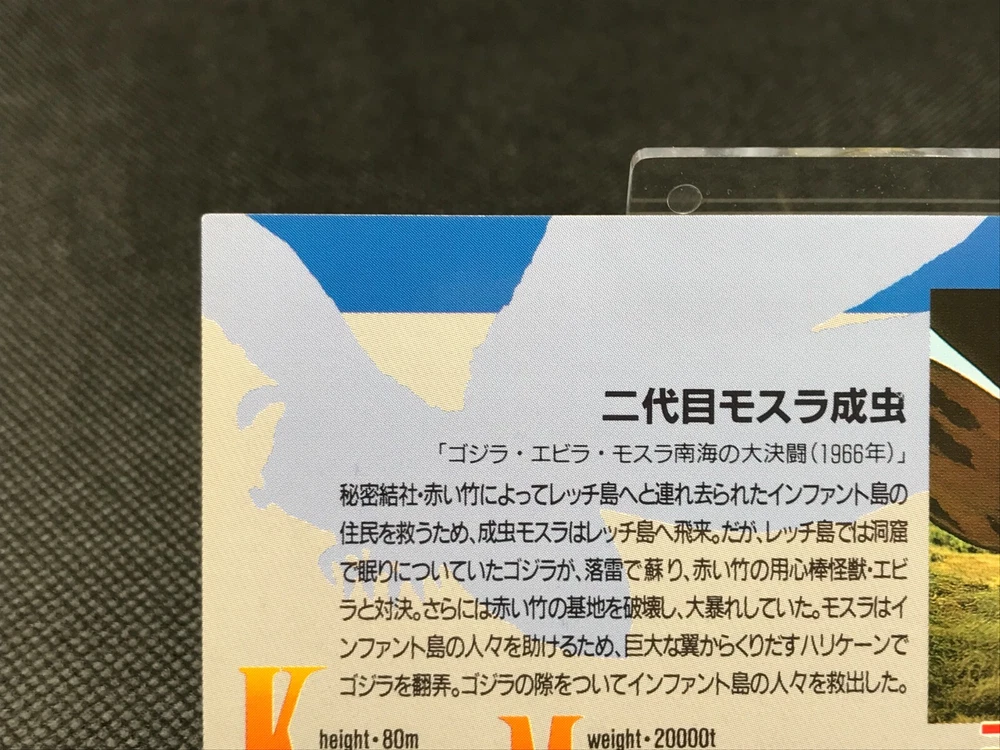 二代目モスラ成虫
「ゴジラ・エビラ・モスラ南海の大決闘(1966年)」
秘密結社・赤い竹によってレッチ島へと連れ去られたインファント島の
住民を救うため、成虫モスラはレッチ島へ飛来。だが、レッチ島では洞窟
で眠りについていたゴジラが、落雷で蘇り、赤い竹の用心棒怪獣・エビ
ラと対決。さらには赤い竹の基地を破壊し、大暴れしていた。モスラはイ
ンファント島の人々を助けるため、巨大な翼からくりだすハリケーンで
ゴジラを翻弄。ゴジラの隙をついてインファント島の人々を救出した。
K M
height・80m weight・20000t